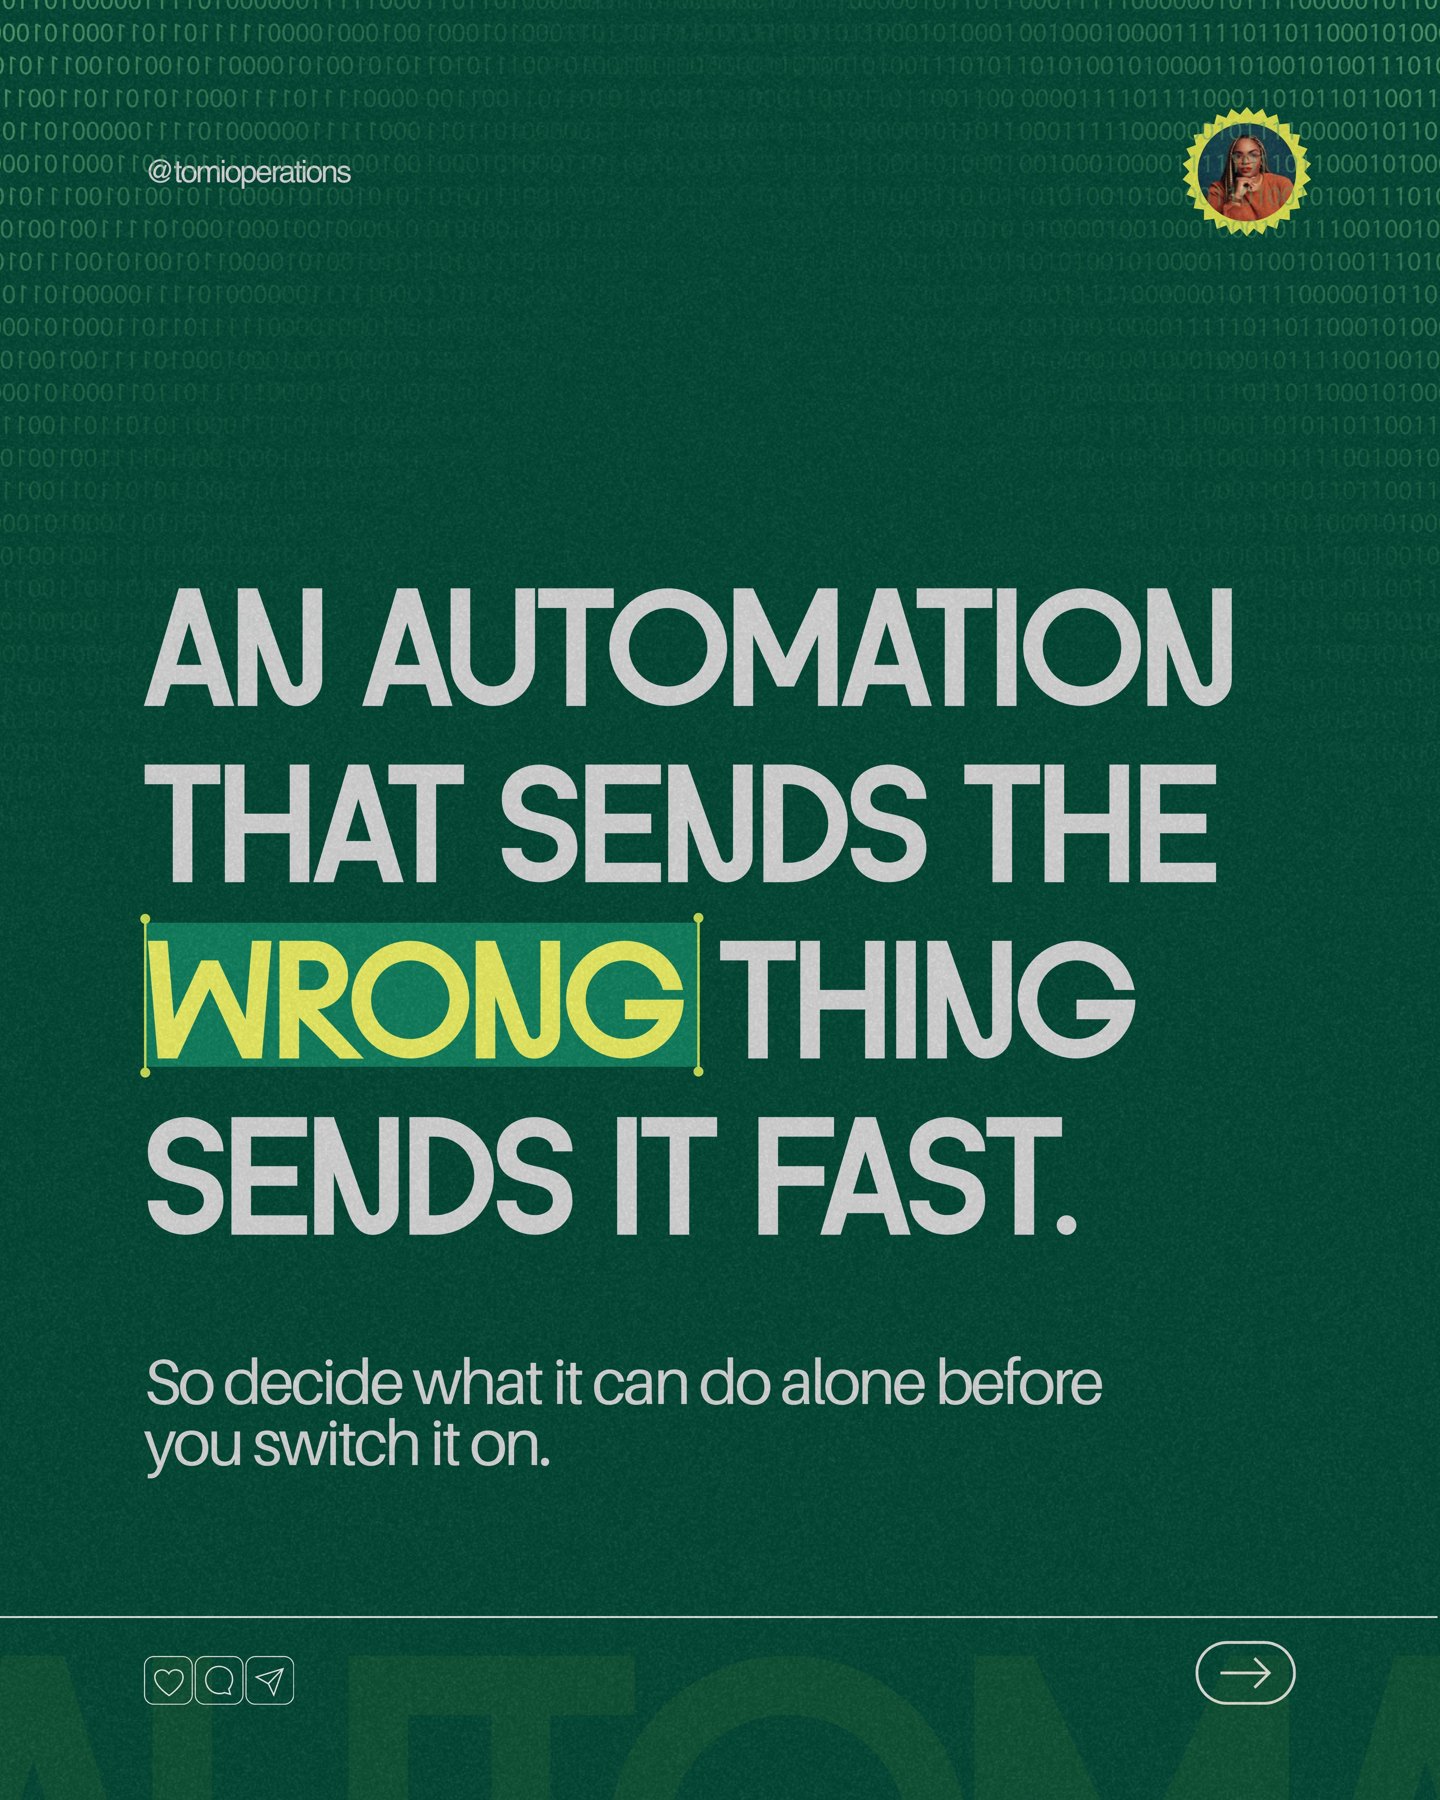 @tomioperations
AN AUTOMATION
THAT SENDS THE
WRONG THING
SENDS IT FAST.
So decide what it can do alone before
you switch it on.
AUTOMA